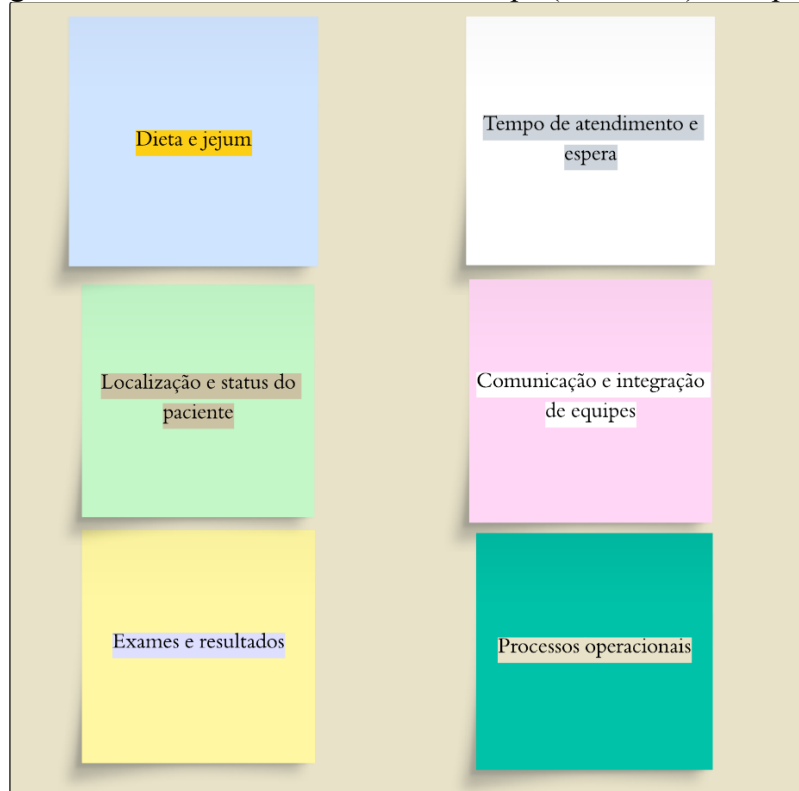 Dieta e jejum
Tempo de atendimento e
espera
Localização e status do
paciente
Comunicação e integração
de equipes
Exames e resultados
Processos operacionais